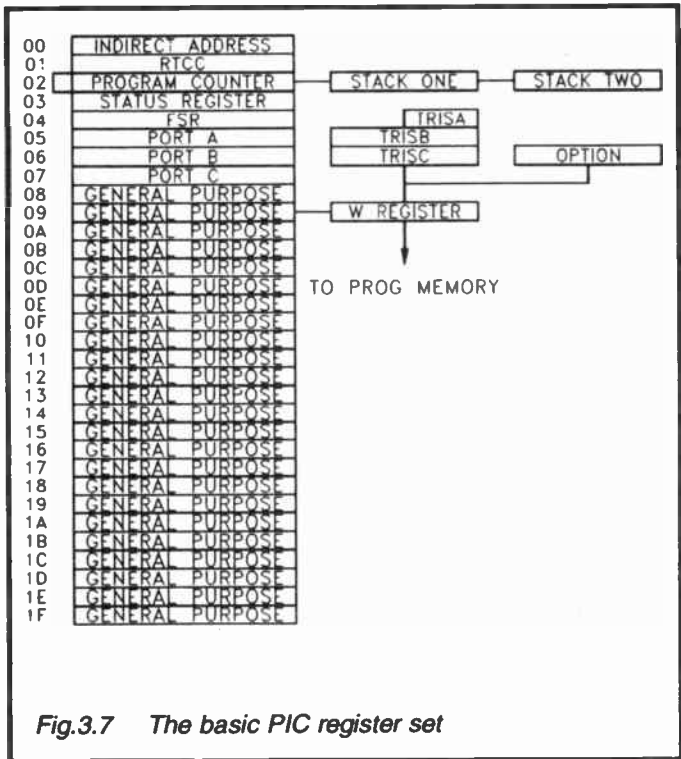 00 INDIRECT ADDRESS
01 RTCC
02 PROGRAM COUNTER STACK ONE STACK TWO
03 STATUS REGISTER
04 FSR TRISA
05 PORT A TRISB
06 PORT B TRISC OPTION
07 PORT C
08 GENERAL PURPOSE
09 GENERAL PURPOSE W REGISTER
0A GENERAL PURPOSE
0B GENERAL PURPOSE
0C GENERAL PURPOSE
0D GENERAL PURPOSE TO PROG MEMORY
0E GENERAL PURPOSE
0F GENERAL PURPOSE
10 GENERAL PURPOSE
11 GENERAL PURPOSE
12 GENERAL PURPOSE
13 GENERAL PURPOSE
14 GENERAL PURPOSE
15 GENERAL PURPOSE
16 GENERAL PURPOSE
17 GENERAL PURPOSE
18 GENERAL PURPOSE
19 GENERAL PURPOSE
1A GENERAL PURPOSE
1B GENERAL PURPOSE
1C GENERAL PURPOSE
1D GENERAL PURPOSE
1E GENERAL PURPOSE
1F GENERAL PURPOSE
Fig.3.7 The basic PIC register set